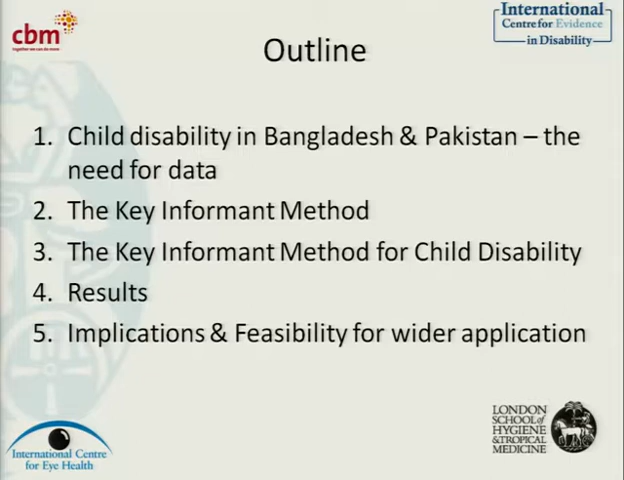 cbm
together we can do more
International
Centre for Evidence
in Disability
Outline
1. Child disability in Bangladesh & Pakistan – the
need for data
2. The Key Informant Method
3. The Key Informant Method for Child Disability
4. Results
5. Implications & Feasibility for wider application
International Centre
for Eye Health
LONDON
SCHOOL of
HYGIENE
& TROPICAL
MEDICINE